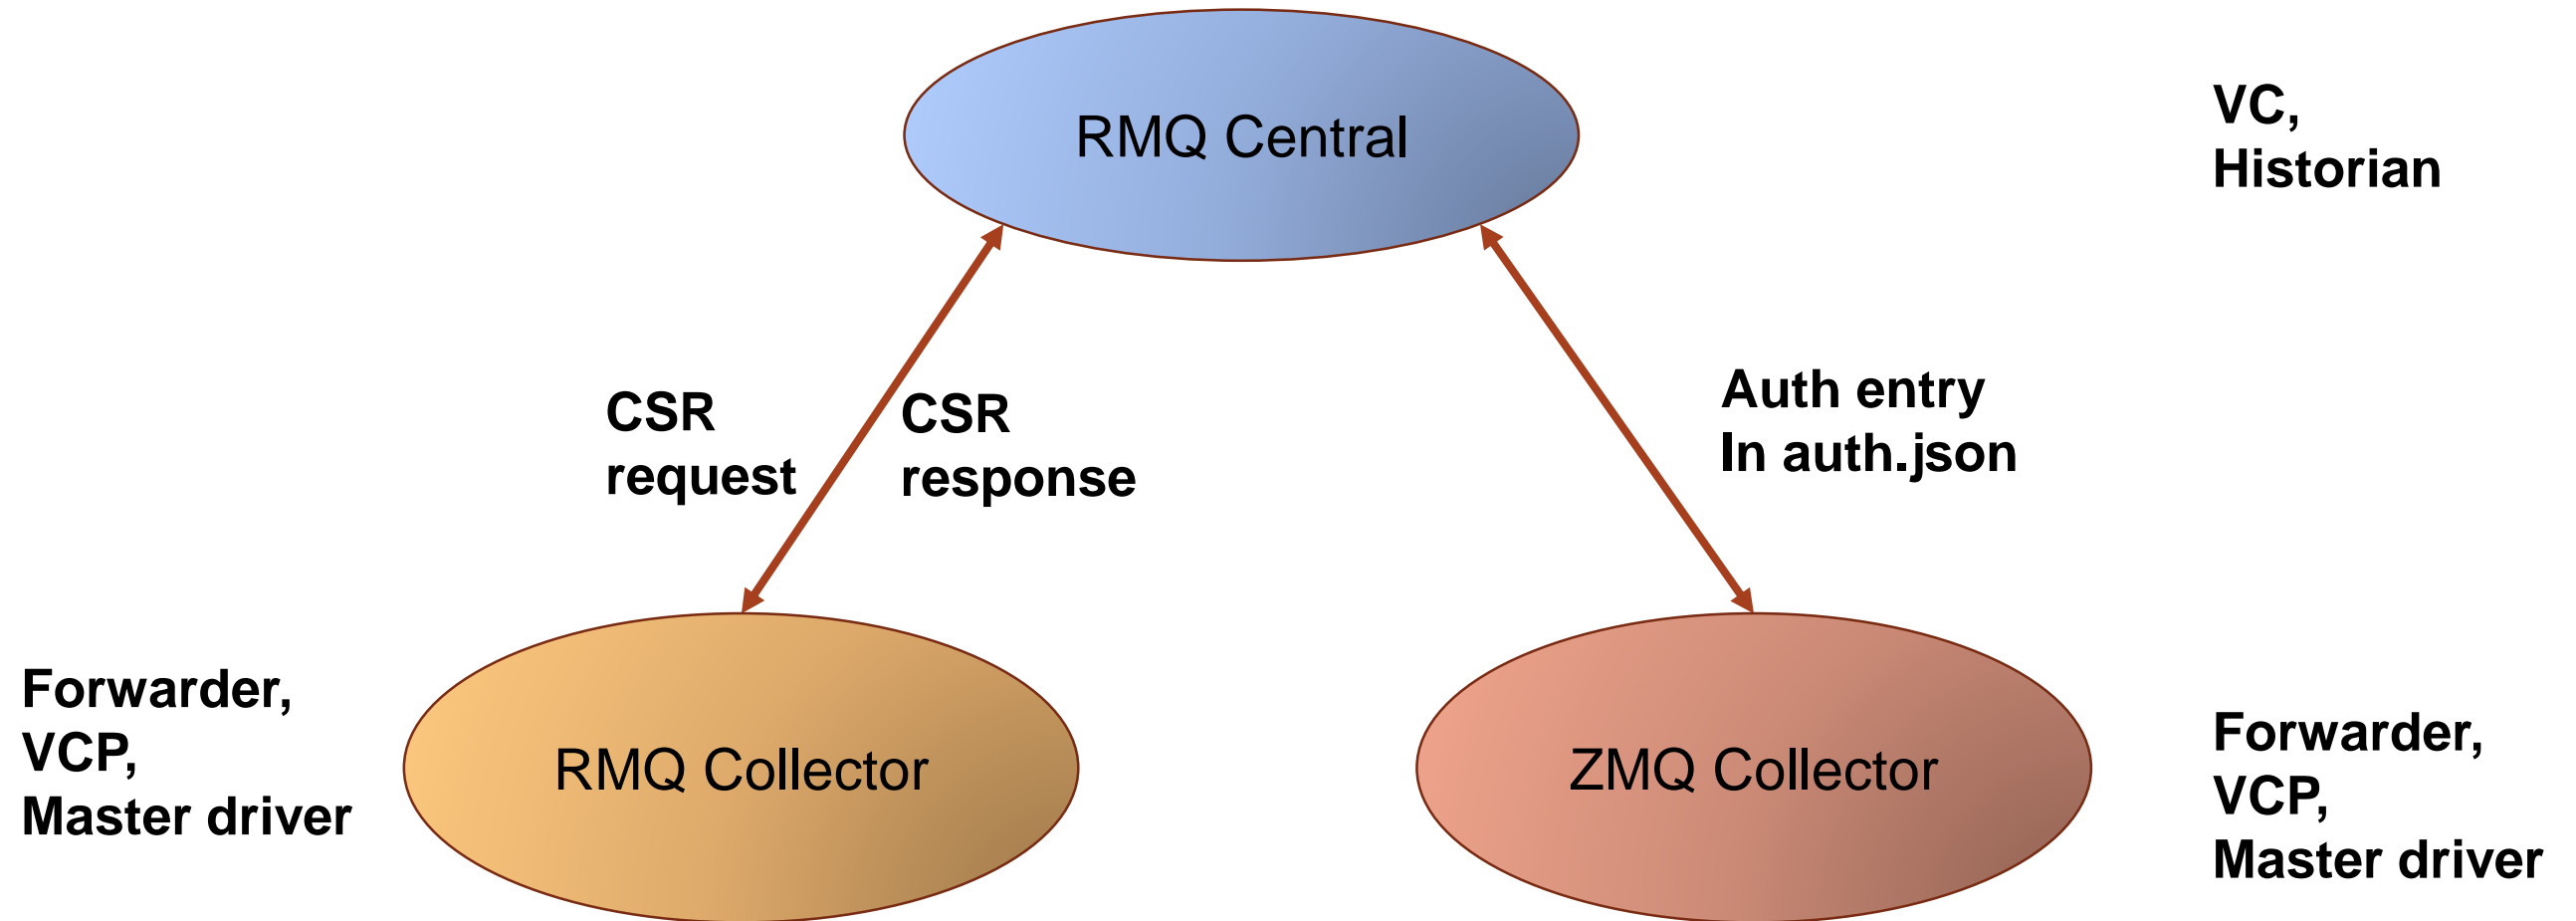 RMQ Central
VC,
Historian
CSR
request
CSR
response
Auth entry
In auth.json
Forwarder,
VCP,
Master driver
RMQ Collector
ZMQ Collector
Forwarder,
VCP,
Master driver